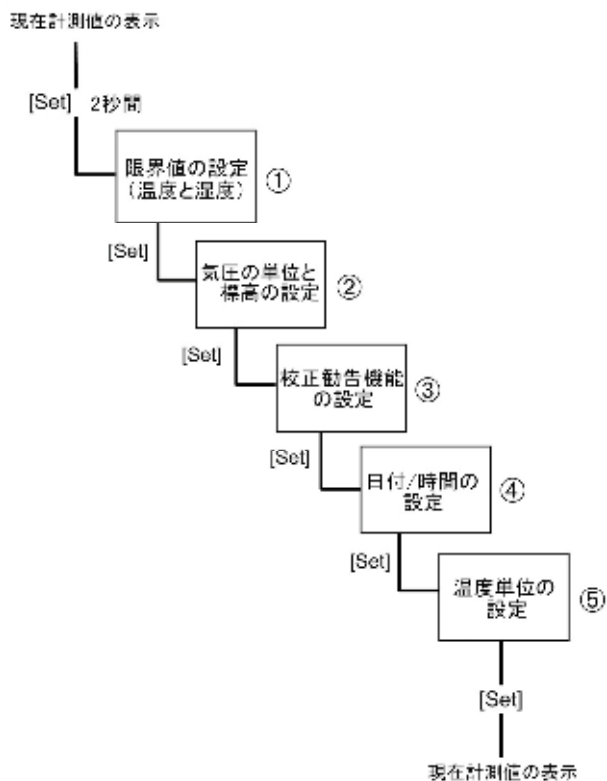 現在計測値の表示
[Set] 2秒間
限界値の設定
(温度と湿度)
①
[Set]
気圧の単位と
標高の設定
②
[Set]
校正勧告機能
の設定
③
[Set]
日付/時間の
設定
④
[Set]
温度単位の
設定
⑤
[Set]
現在計測値の表示